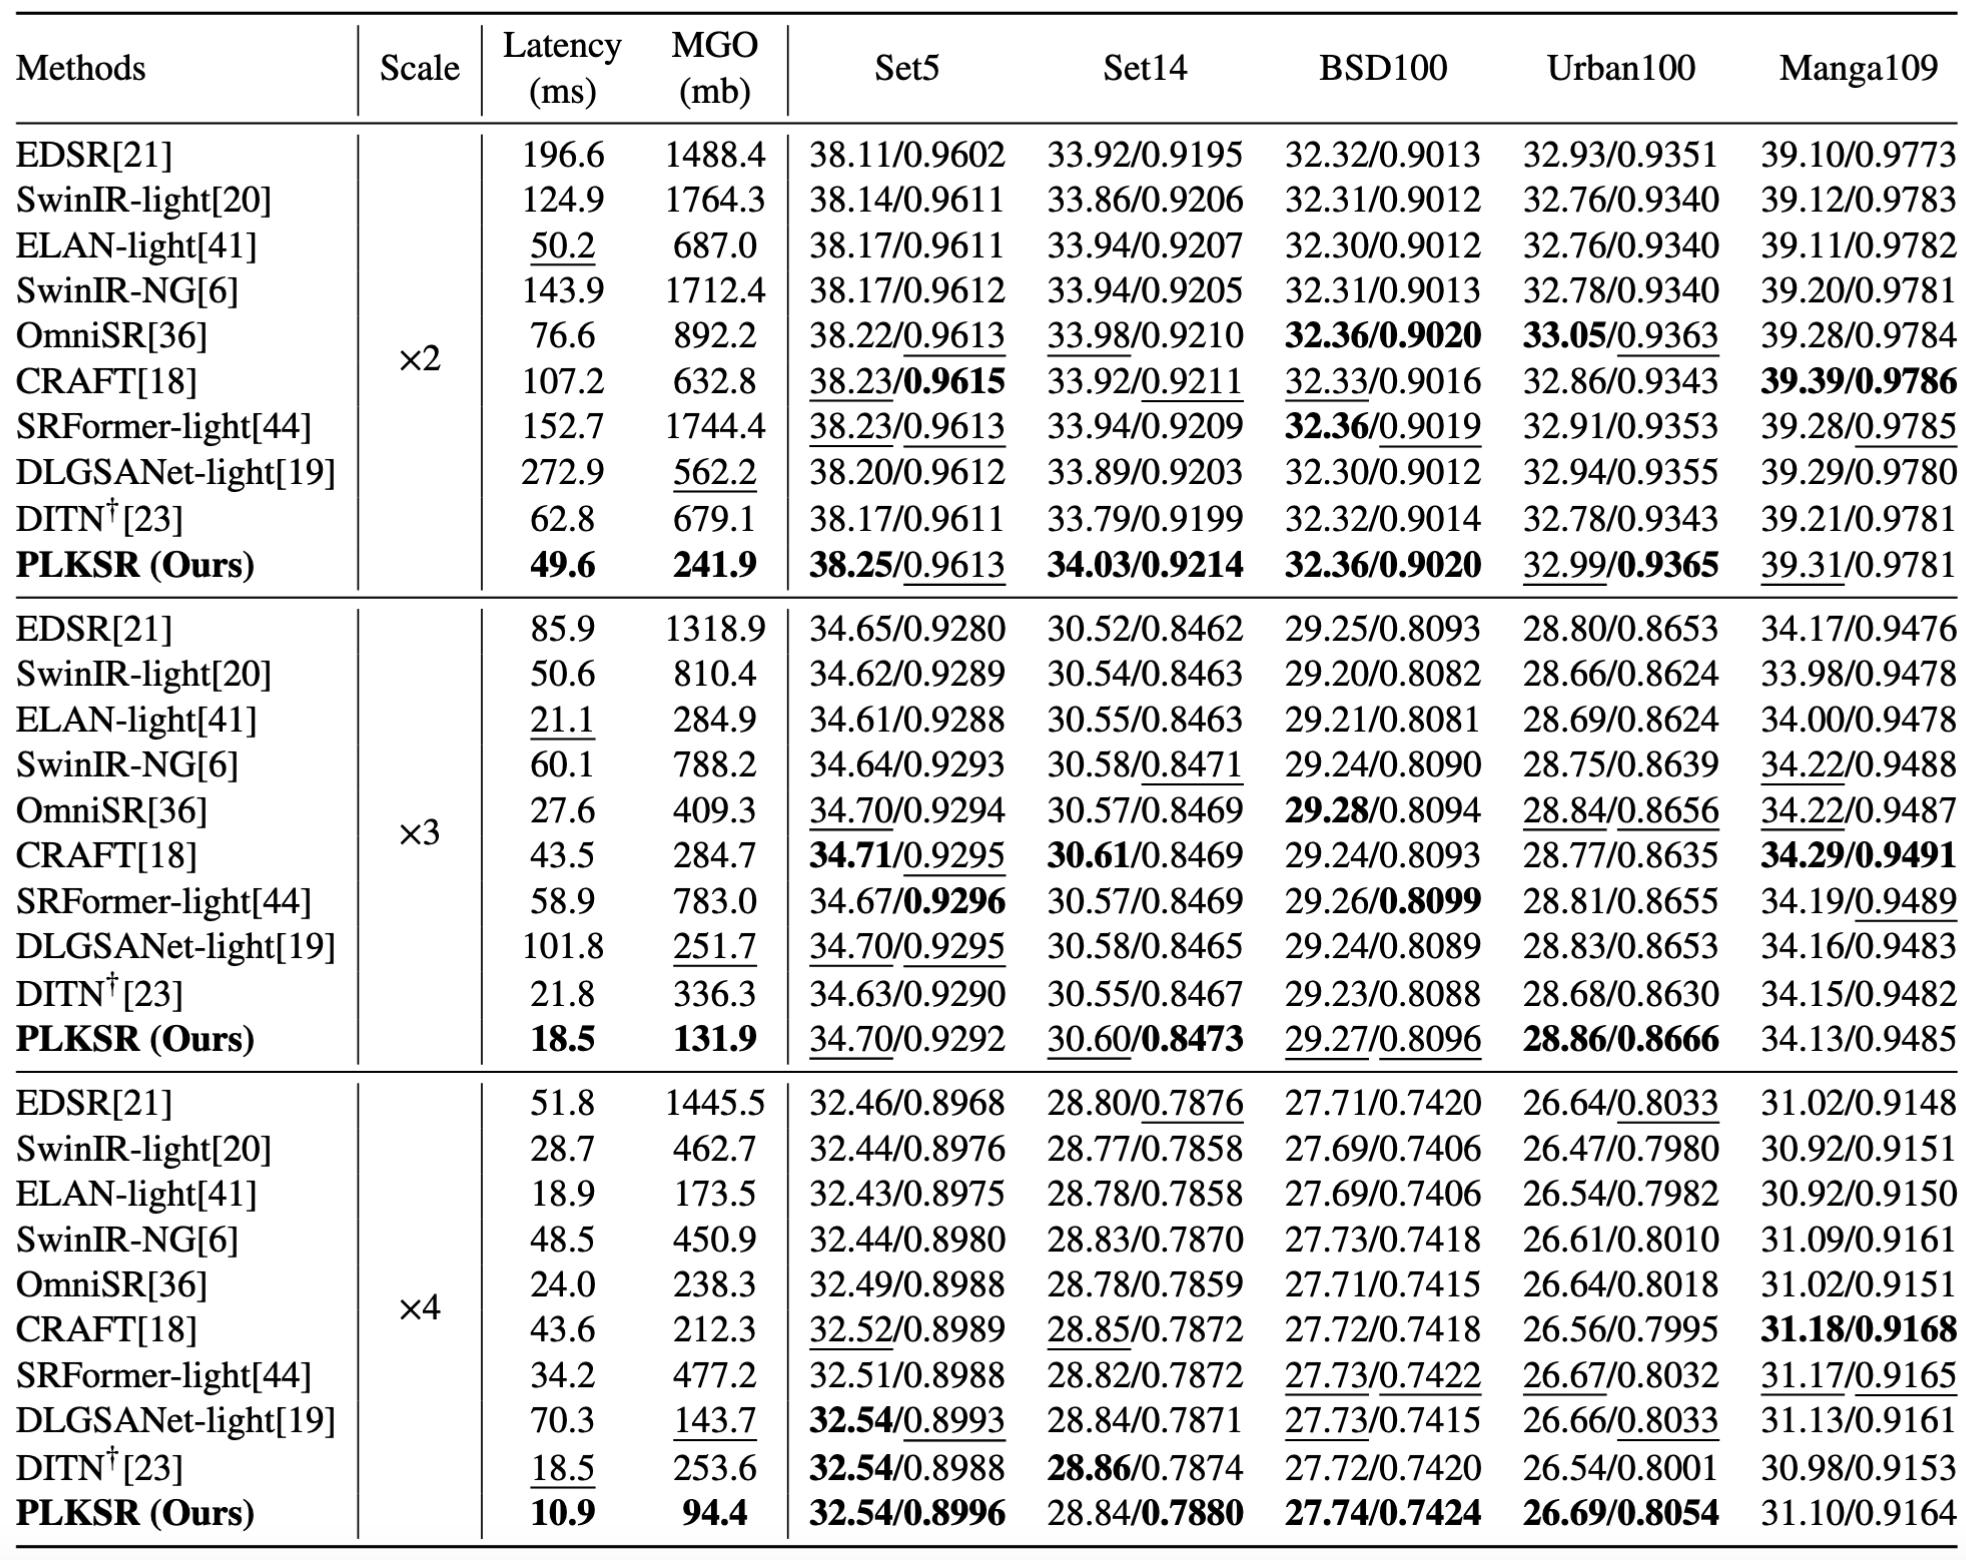 Methods Scale Latency (ms) MGO (mb) Set5 Set14 BSD100 Urban100 Manga109
EDSR[21] 196.6 1488.4 38.11/0.9602 33.92/0.9195 32.32/0.9013 32.93/0.9351 39.10/0.9773
SwinIR-light[20] 124.9 1764.3 38.14/0.9611 33.86/0.9206 32.31/0.9012 32.76/0.9340 39.12/0.9783
ELAN-light[41] 50.2 687.0 38.17/0.9611 33.94/0.9207 32.30/0.9012 32.76/0.9340 39.11/0.9782
SwinIR-NG[6] 143.9 1712.4 38.17/0.9612 33.94/0.9205 32.31/0.9013 32.78/0.9340 39.20/0.9781
OmniSR[36] 76.6 892.2 38.22/0.9613 33.98/0.9210 32.36/0.9020 33.05/0.9363 39.28/0.9784
×2
CRAFT[18] 107.2 632.8 38.23/0.9615 33.92/0.9211 32.33/0.9016 32.86/0.9343 39.39/0.9786
SRFormer-light[44] 152.7 1744.4 38.23/0.9613 33.94/0.9209 32.36/0.9019 32.91/0.9353 39.28/0.9785
DLGSANet-light[19] 272.9 562.2 38.20/0.9612 33.89/0.9203 32.30/0.9012 32.94/0.9355 39.29/0.9780
DITN†[23] 62.8 679.1 38.17/0.9611 33.79/0.9199 32.32/0.9014 32.78/0.9343 39.21/0.9781
PLKSR (Ours) 49.6 241.9 38.25/0.9613 34.03/0.9214 32.36/0.9020 32.99/0.9365 39.31/0.9781
EDSR[21] 85.9 1318.9 34.65/0.9280 30.52/0.8462 29.25/0.8093 28.80/0.8653 34.17/0.9476
SwinIR-light[20] 50.6 810.4 34.62/0.9289 30.54/0.8463 29.20/0.8082 28.66/0.8624 33.98/0.9478
ELAN-light[41] 21.1 284.9 34.61/0.9288 30.55/0.8463 29.21/0.8081 28.69/0.8624 34.00/0.9478
SwinIR-NG[6] 60.1 788.2 34.64/0.9293 30.58/0.8471 29.24/0.8090 28.75/0.8639 34.22/0.9488
OmniSR[36] 27.6 409.3 34.70/0.9294 30.57/0.8469 29.28/0.8094 28.84/0.8656 34.22/0.9487
×3
CRAFT[18] 43.5 284.7 34.71/0.9295 30.61/0.8469 29.24/0.8093 28.77/0.8635 34.29/0.9491
SRFormer-light[44] 58.9 783.0 34.67/0.9296 30.57/0.8469 29.26/0.8099 28.81/0.8655 34.19/0.9489
DLGSANet-light[19] 101.8 251.7 34.70/0.9295 30.58/0.8465 29.24/0.8089 28.83/0.8653 34.16/0.9483
DITN†[23] 21.8 336.3 34.63/0.9290 30.55/0.8467 29.23/0.8088 28.68/0.8630 34.15/0.9482
PLKSR (Ours) 18.5 131.9 34.70/0.9292 30.60/0.8473 29.27/0.8096 28.86/0.8666 34.13/0.9485
EDSR[21] 51.8 1445.5 32.46/0.8968 28.80/0.7876 27.71/0.7420 26.64/0.8033 31.02/0.9148
SwinIR-light[20] 28.7 462.7 32.44/0.8976 28.77/0.7858 27.69/0.7406 26.47/0.7980 30.92/0.9151
ELAN-light[41] 18.9 173.5 32.43/0.8975 28.78/0.7858 27.69/0.7406 26.54/0.7982 30.92/0.9150
SwinIR-NG[6] 48.5 450.9 32.44/0.8980 28.83/0.7870 27.73/0.7418 26.61/0.8010 31.09/0.9161
OmniSR[36] 24.0 238.3 32.49/0.8988 28.78/0.7859 27.71/0.7415 26.64/0.8018 31.02/0.9151
×4
CRAFT[18] 43.6 212.3 32.52/0.8989 28.85/0.7872 27.72/0.7418 26.56/0.7995 31.18/0.9168
SRFormer-light[44] 34.2 477.2 32.51/0.8988 28.82/0.7872 27.73/0.7422 26.67/0.8032 31.17/0.9165
DLGSANet-light[19] 70.3 143.7 32.54/0.8993 28.84/0.7871 27.73/0.7415 26.66/0.8033 31.13/0.9161
DITN†[23] 18.5 253.6 32.54/0.8988 28.86/0.7874 27.72/0.7420 26.54/0.8001 30.98/0.9153
PLKSR (Ours) 10.9 94.4 32.54/0.8996 28.84/0.7880 27.74/0.7424 26.69/0.8054 31.10/0.9164